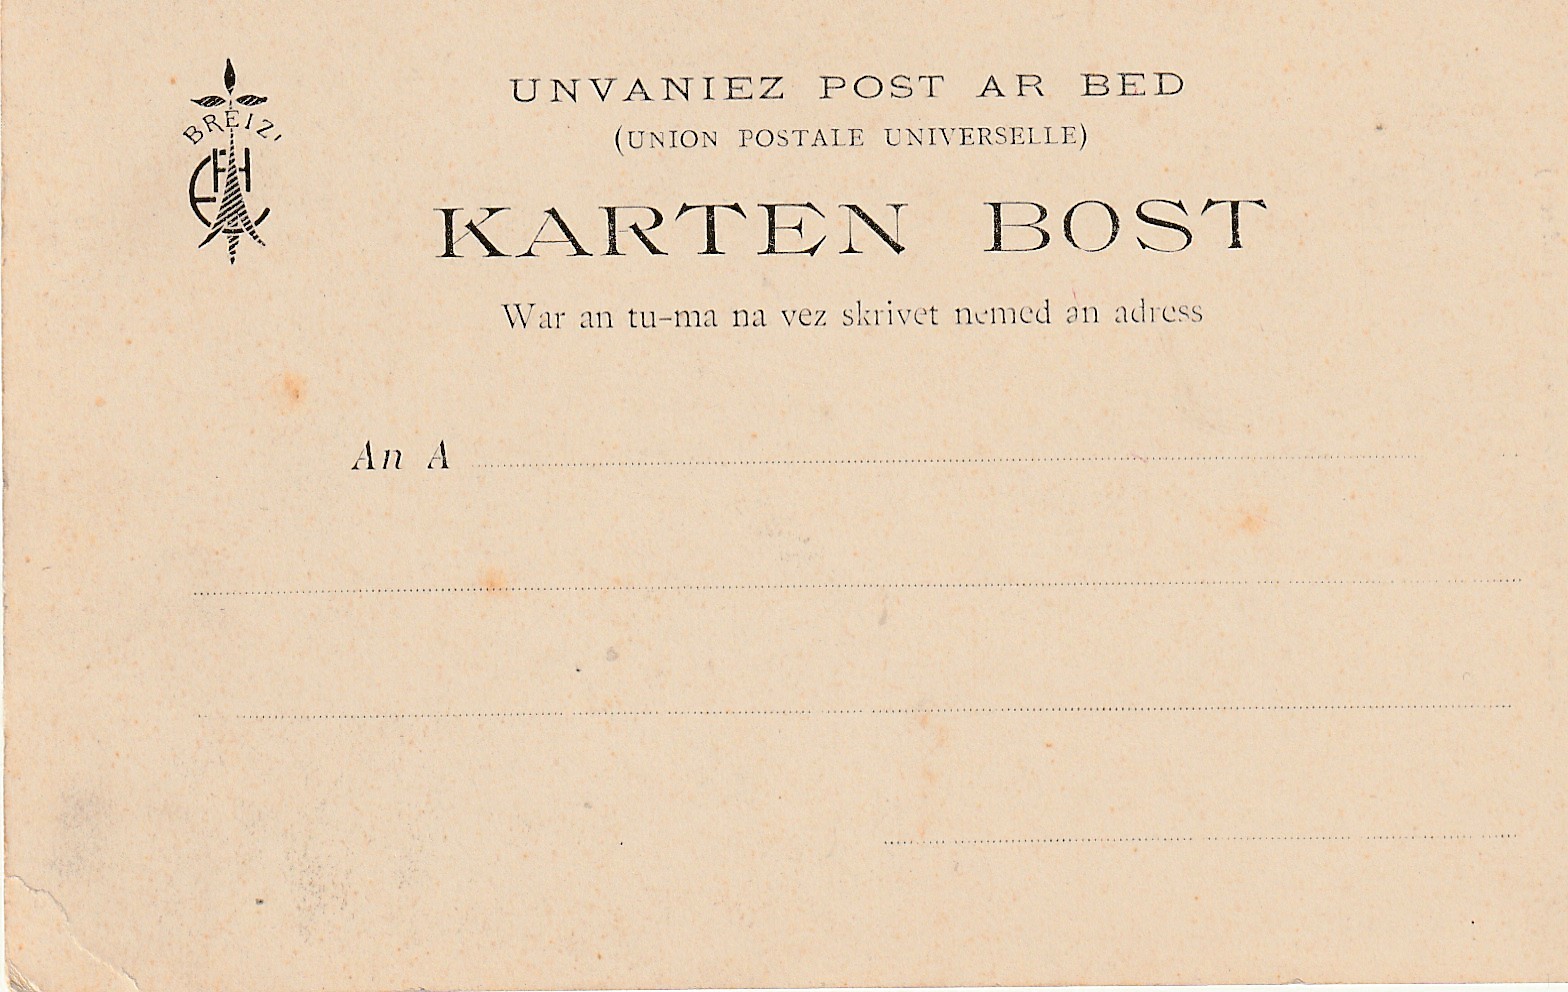 BREIZ'
UNVANIEZ POST AR BED
(UNION POSTALE UNIVERSELLE)
KARTEN BOST
War an tu-ma na vez skrivet nemed an adress
An A